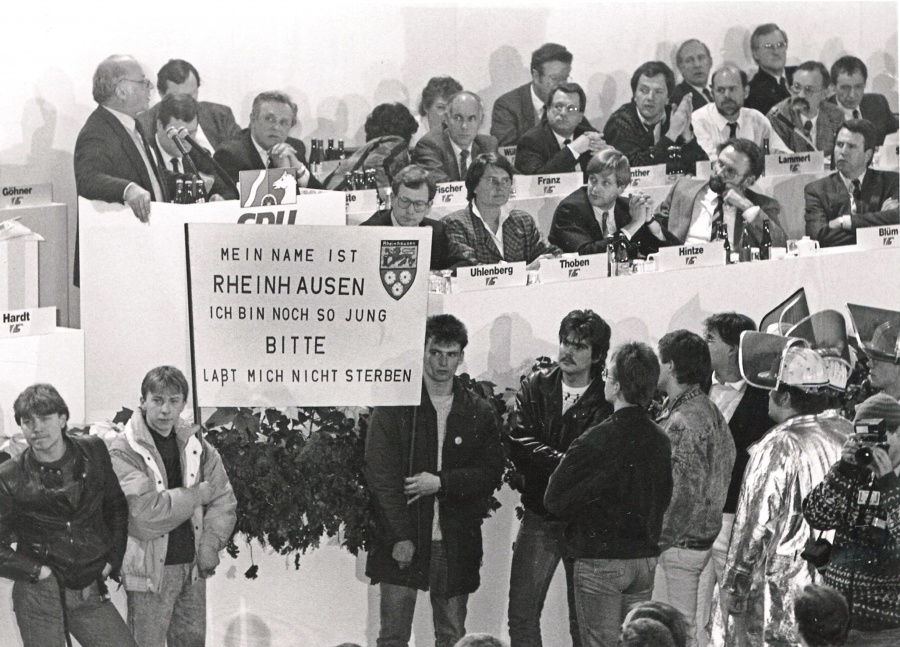 Göhner
Hardt
CDU
MEIN NAME IST
RHEINHAUSEN
ICH BIN NOCH SO JUNG
BITTE
LAßT MICH NICHT STERBEN
Rheinhausen
Fischer
Franz
Lammert
Uhlenberg
Thoben
Hintze
Blüm